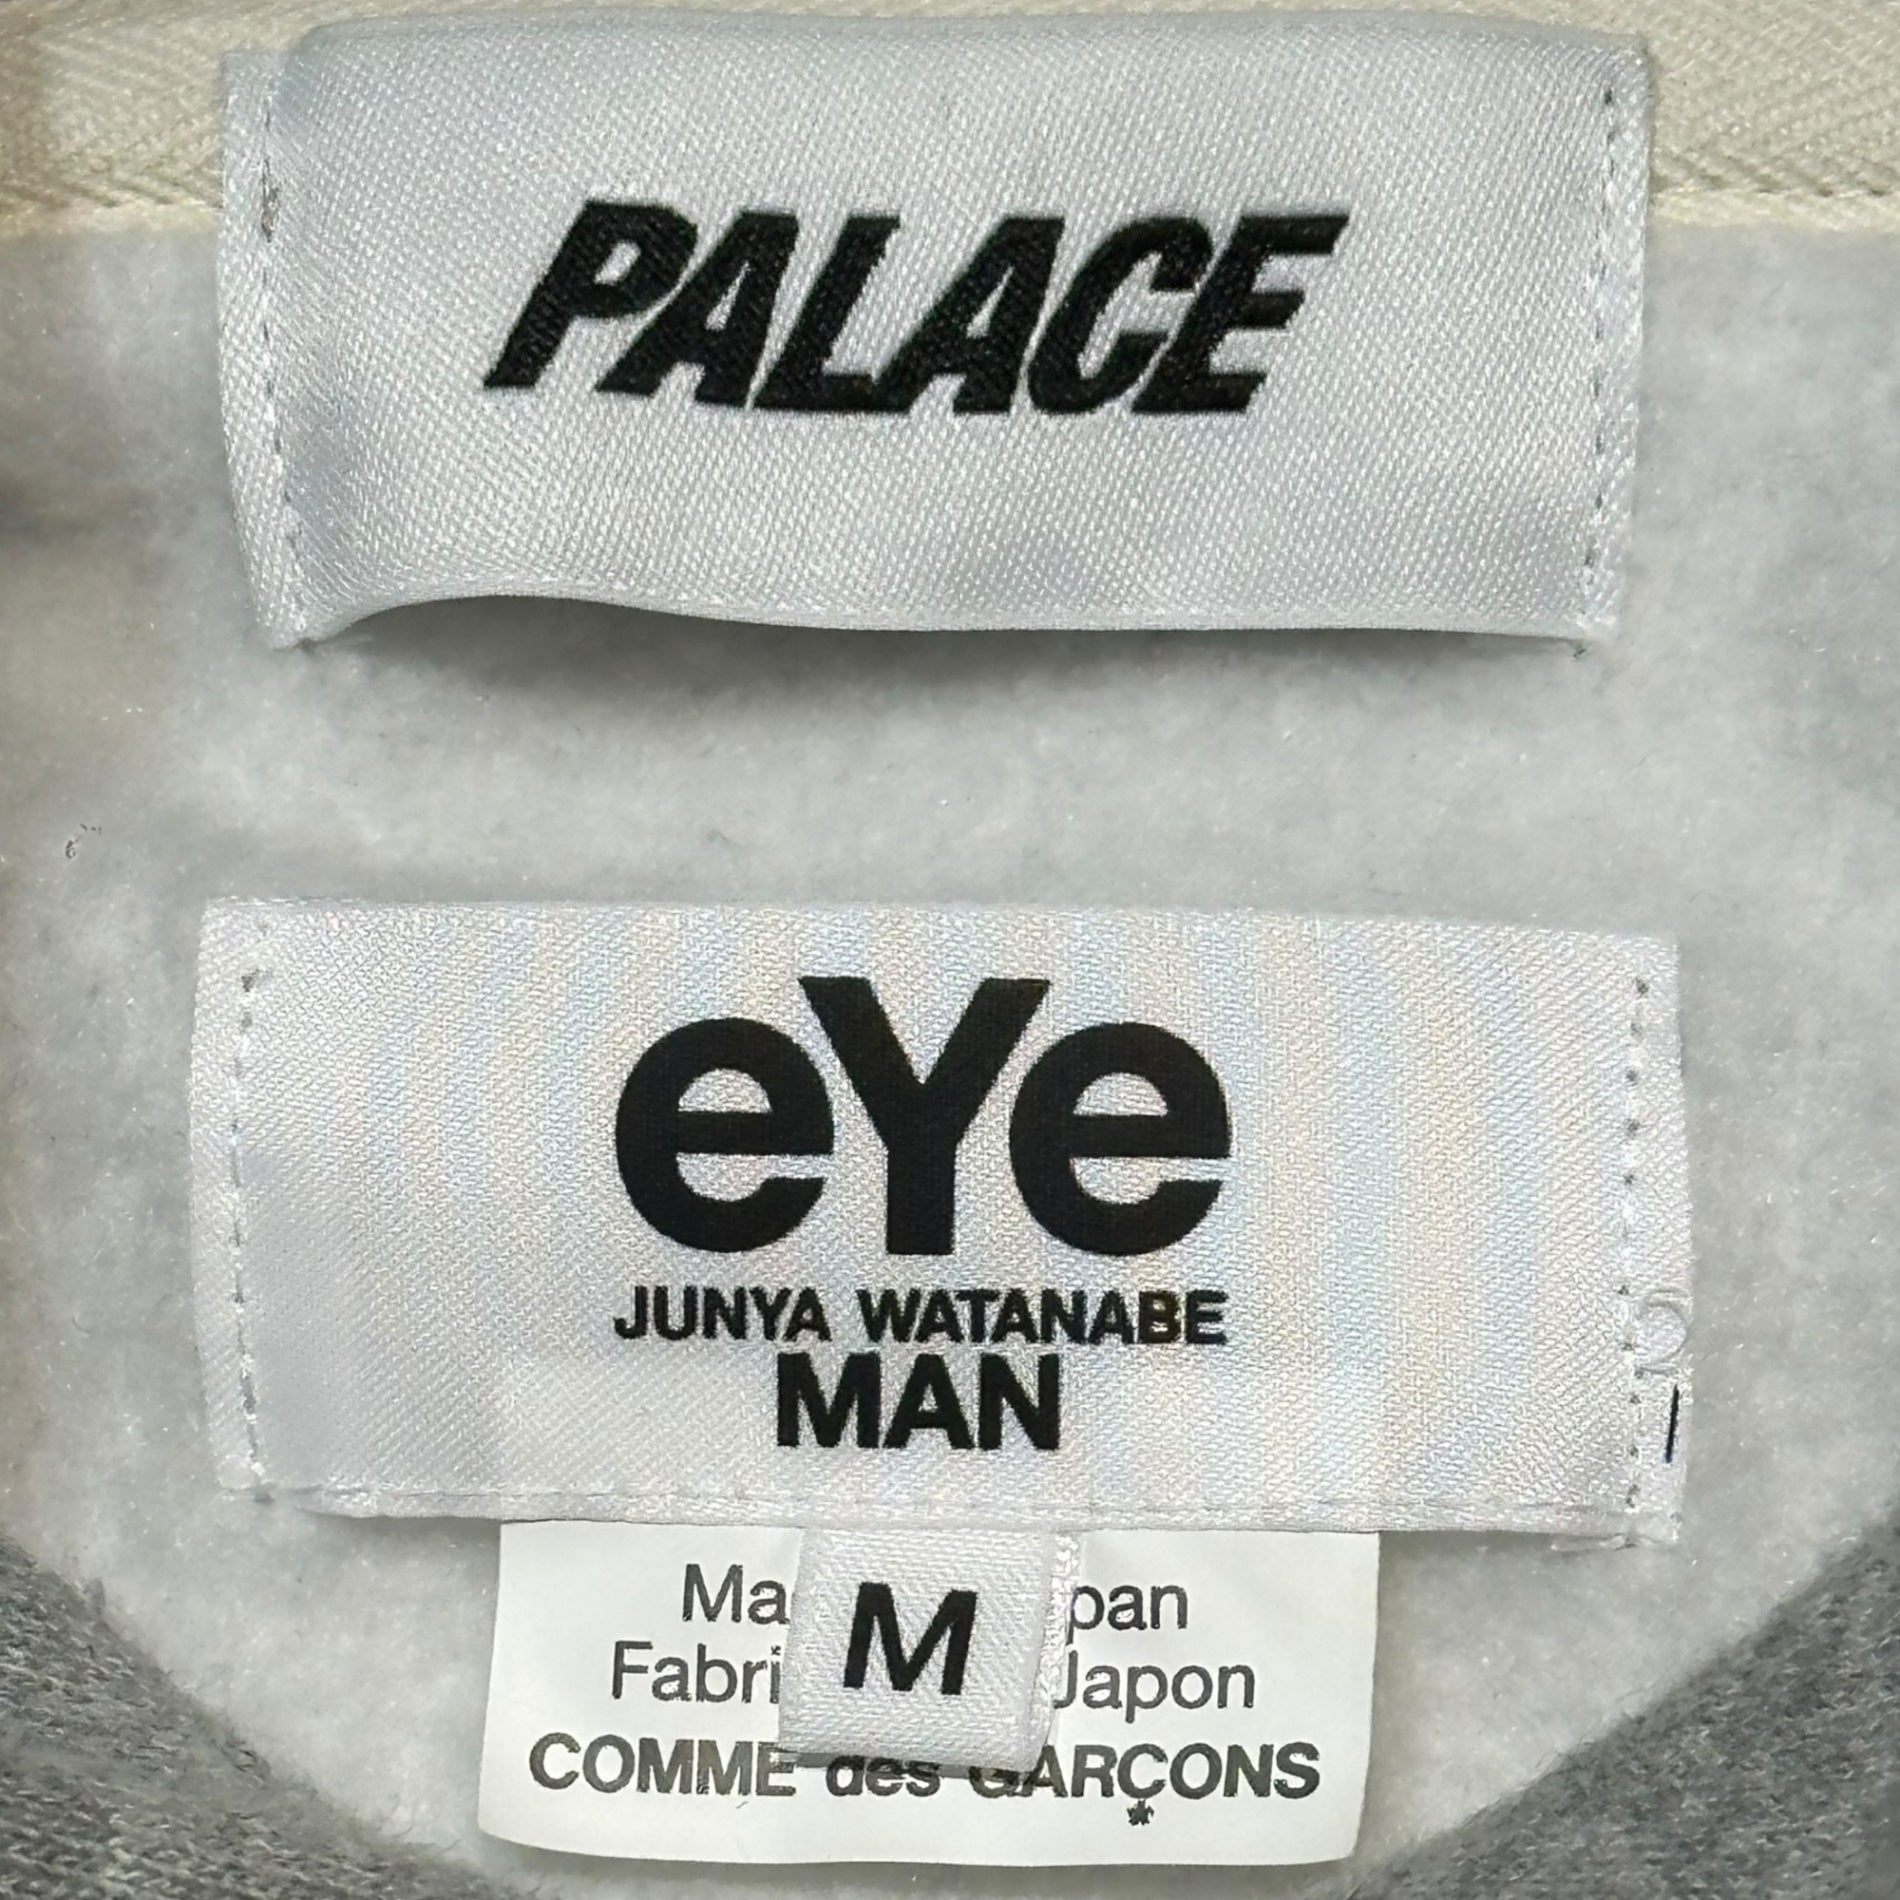 PALACE
eYe
JUNYA WATANABE
MAN
M
Ma pan
Fabri Japon
COMME des GARÇONS